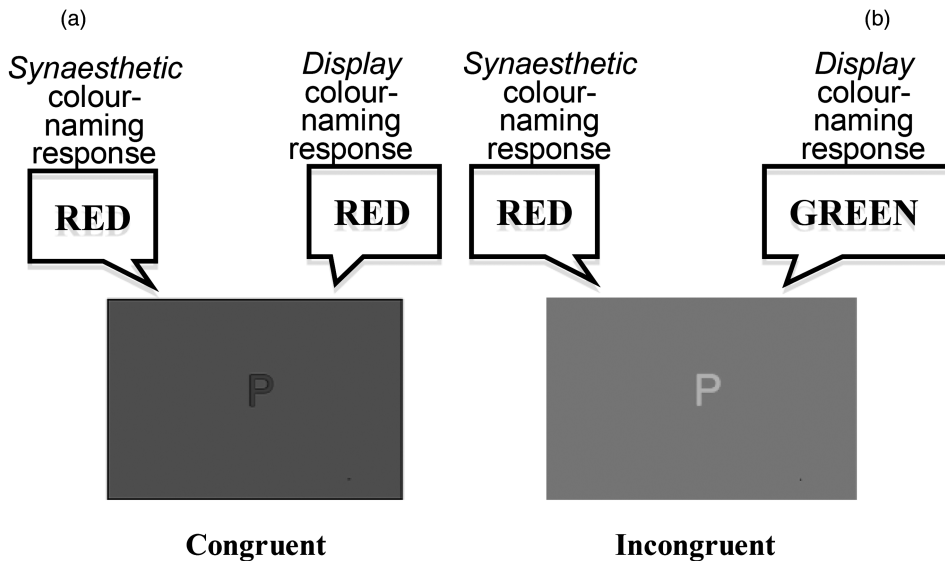 (a)
Synaesthetic
colour-
naming
response
RED
Display
colour-
naming
response
RED
P
Congruent
(b)
Synaesthetic
colour-
naming
response
RED
Display
colour-
naming
response
GREEN
P
Incongruent